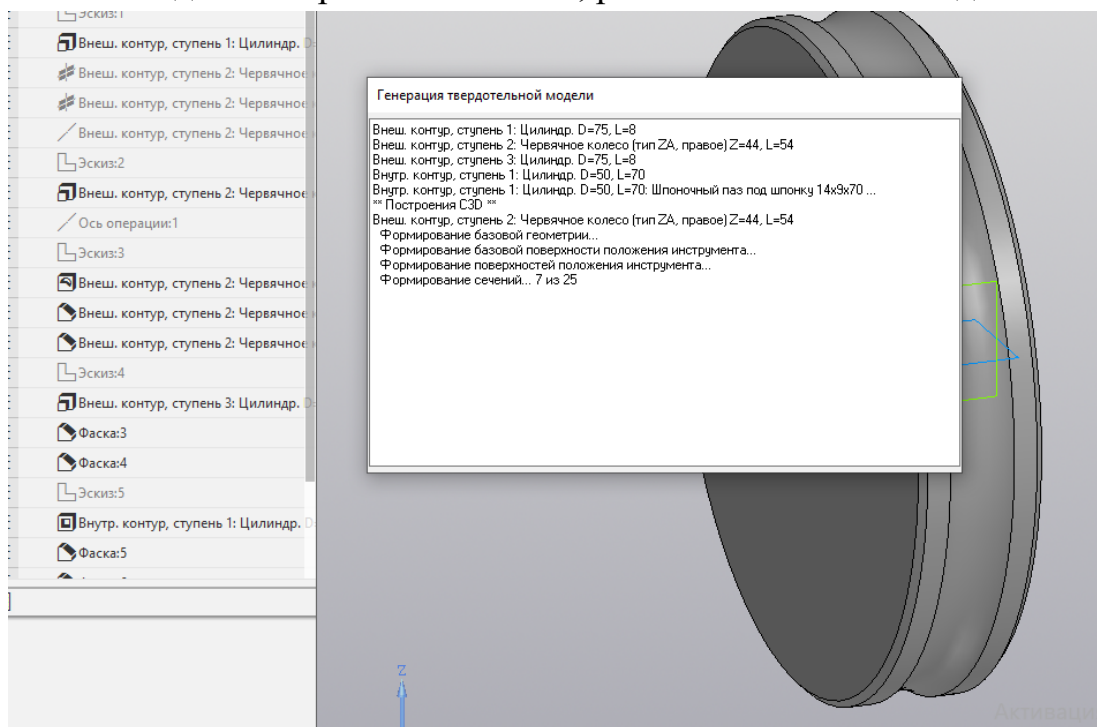 Эскиз:1
Внеш. контур, ступень 1: Цилиндр. D
Внеш. контур, ступень 2: Червячное
Внеш. контур, ступень 2: Червячное
Внеш. контур, ступень 2: Червячное
Эскиз:2
Внеш. контур, ступень 2: Червячное
Ось операции:1
Эскиз:3
Внеш. контур, ступень 2: Червячное
Внеш. контур, ступень 2: Червячное
Внеш. контур, ступень 2: Червячное
Эскиз:4
Внеш. контур, ступень 3: Цилиндр. D
Фаска:3
Фаска:4
Эскиз:5
Внутр. контур, ступень 1: Цилиндр. D
Фаска:5
Генерация твердотельной модели
Внеш. контур, ступень 1: Цилиндр. D=75, L=8
Внеш. контур, ступень 2: Червячное колесо (тип ZA, правое) Z=44, L=54
Внеш. контур, ступень 3: Цилиндр. D=75, L=8
Внутр. контур, ступень 1: Цилиндр. D=50, L=70
Внутр. контур, ступень 1: Цилиндр. D=50, L=70: Шпоночный паз под шпонку 14x9x70 ...
** Построения C3D **
Внеш. контур, ступень 2: Червячное колесо (тип ZA, правое) Z=44, L=54
Формирование базовой геометрии...
Формирование базовой поверхности положения инструмента...
Формирование поверхностей положения инструмента...
Формирование сечений... 7 из 25
Z
Активаци